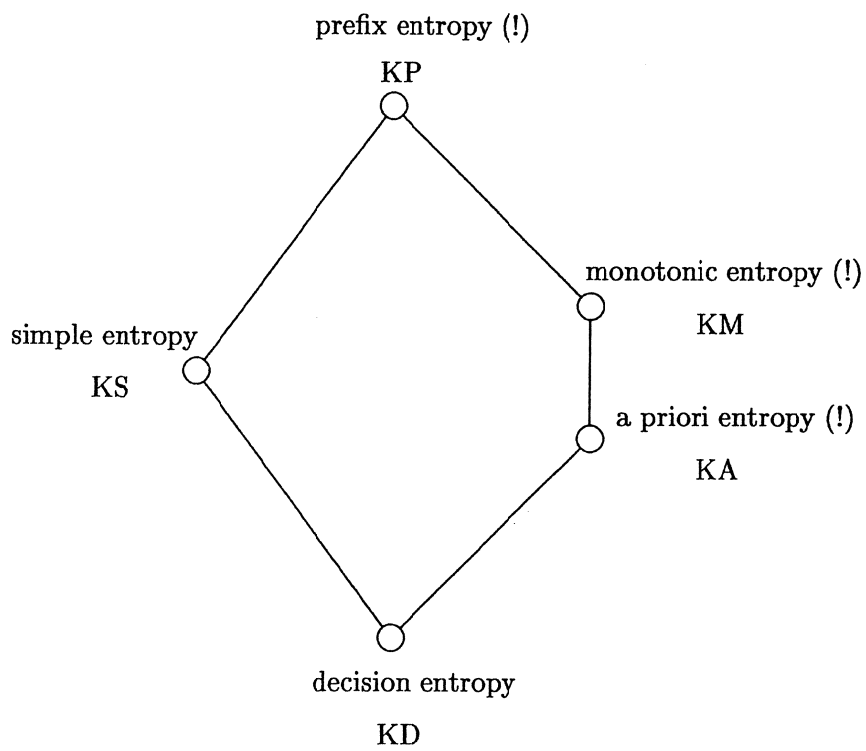 prefix entropy (!)
KP
monotonic entropy (!)
KM
simple entropy
KS
a priori entropy (!)
KA
decision entropy
KD